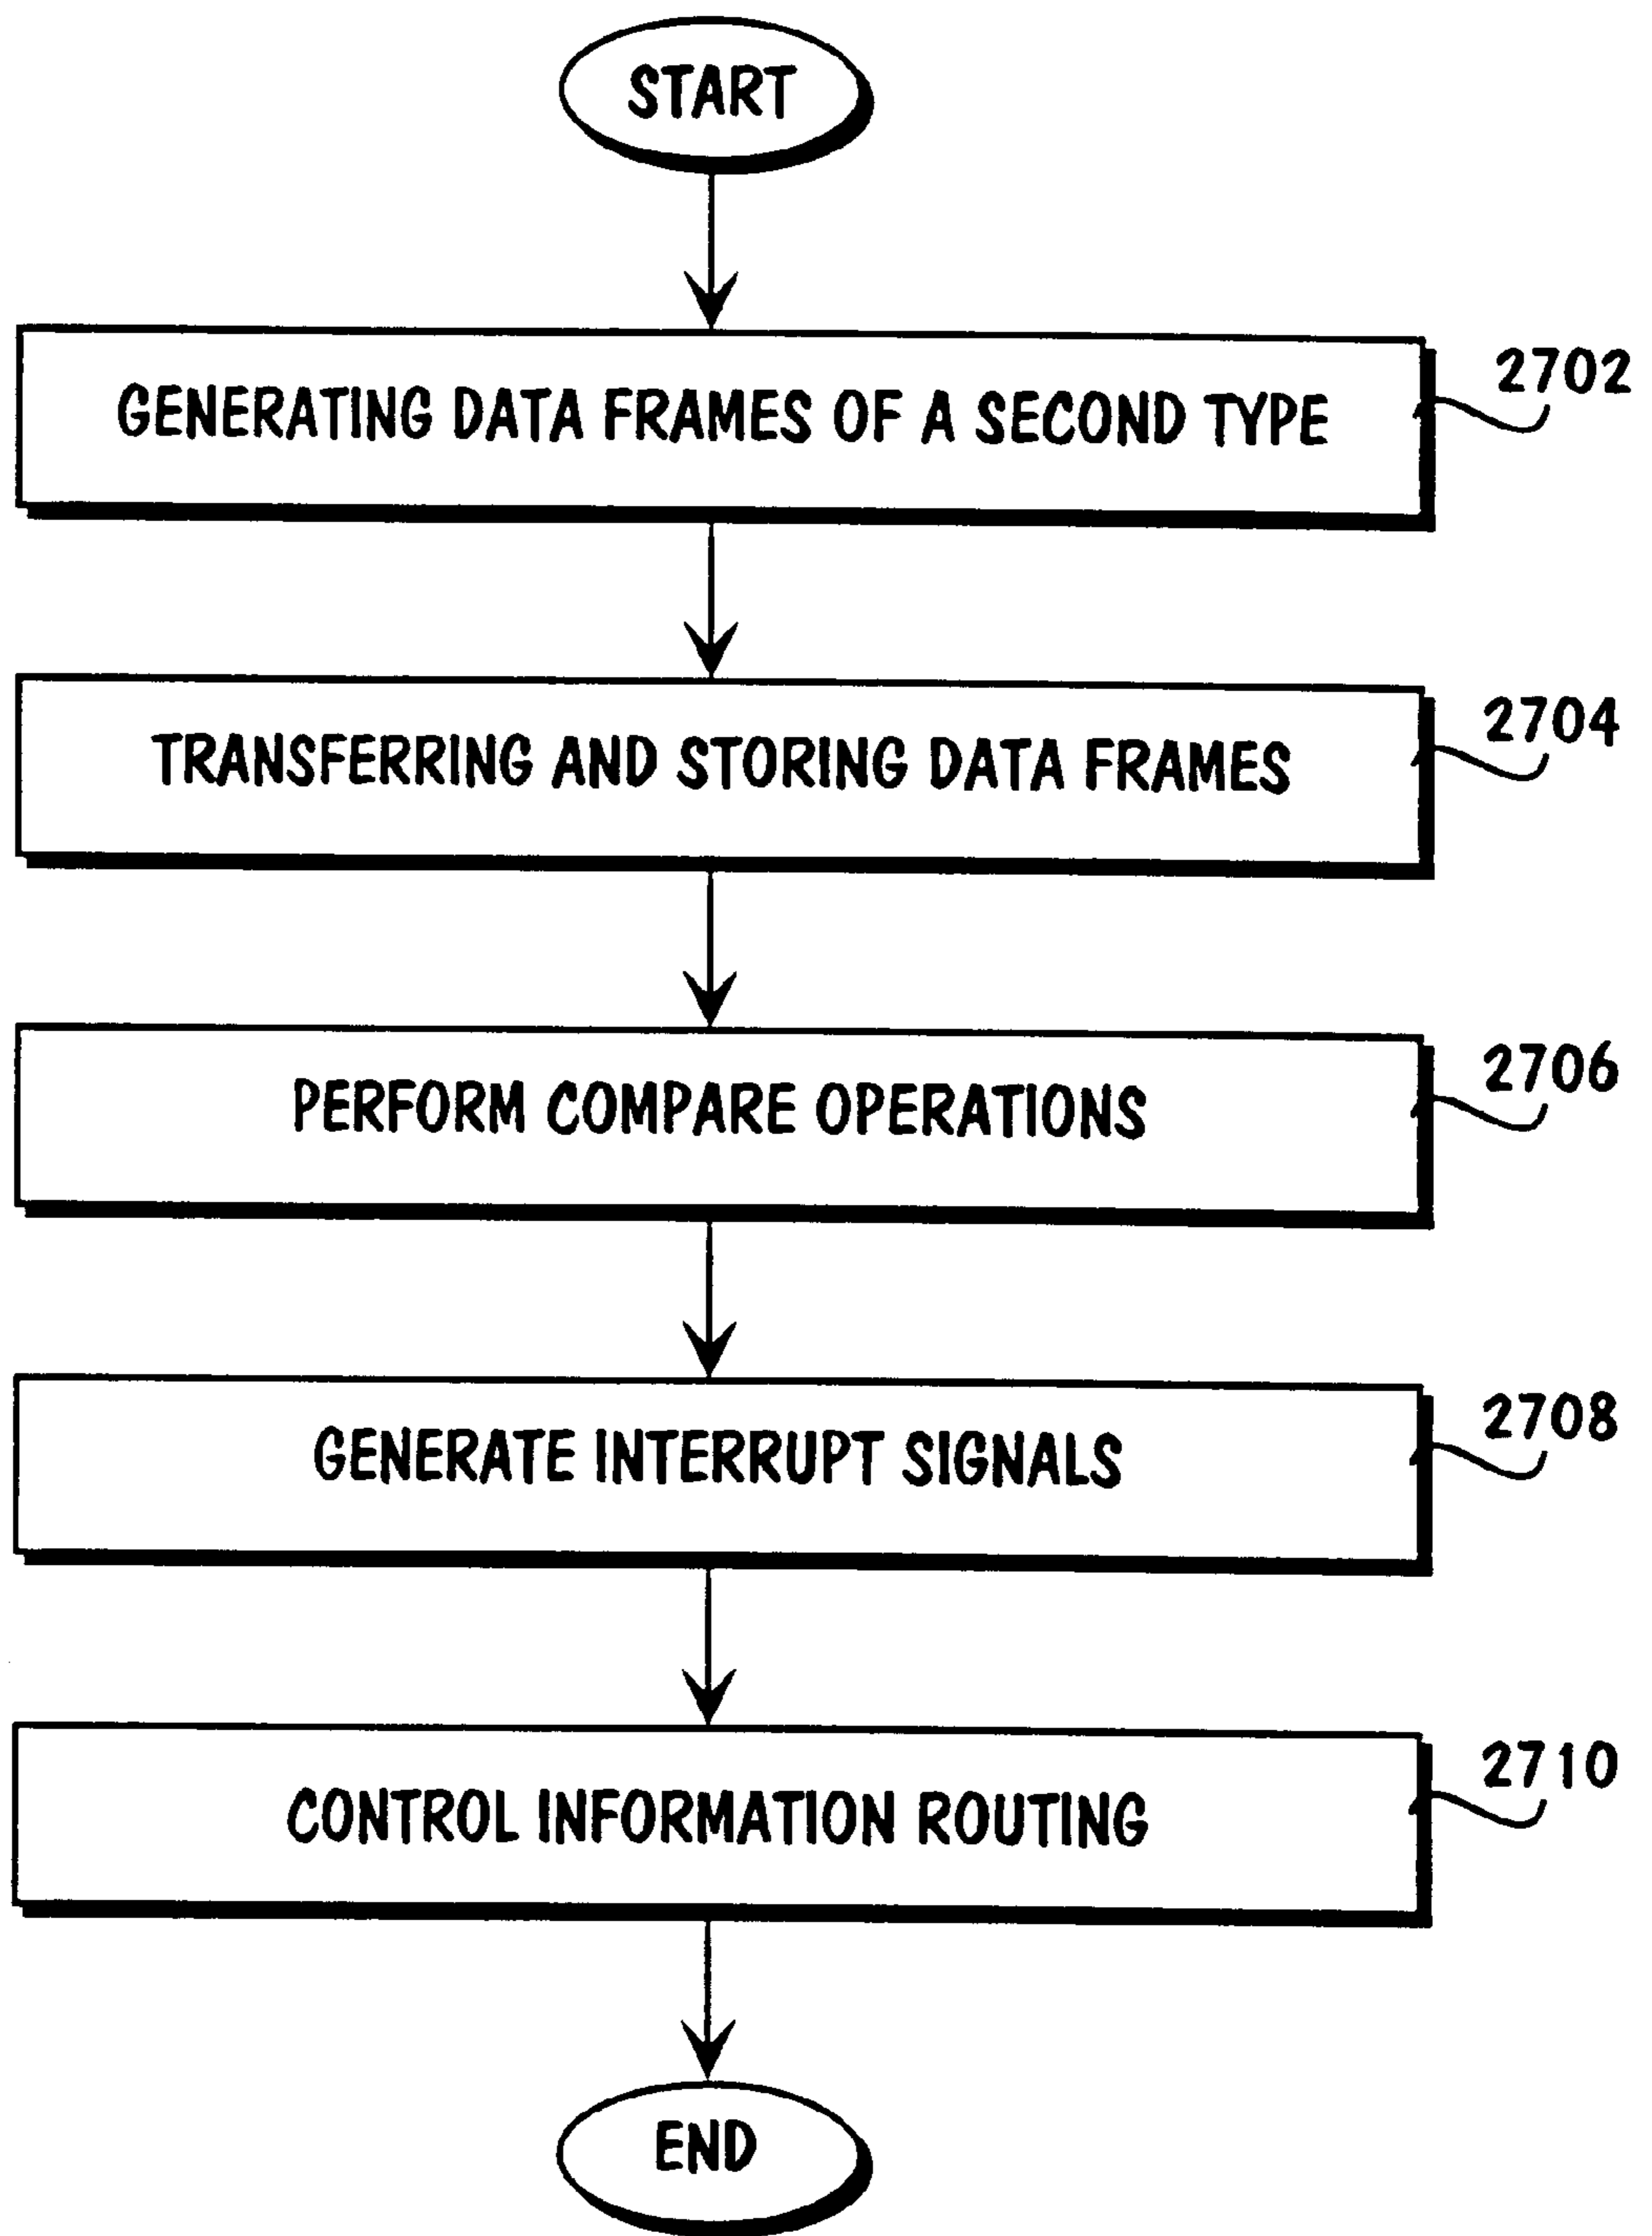 START
GENERATING DATA FRAMES OF A SECOND TYPE
2702
TRANSFERRING AND STORING DATA FRAMES
2704
PERFORM COMPARE OPERATIONS
2706
GENERATE INTERRUPT SIGNALS
2708
CONTROL INFORMATION ROUTING
2710
END